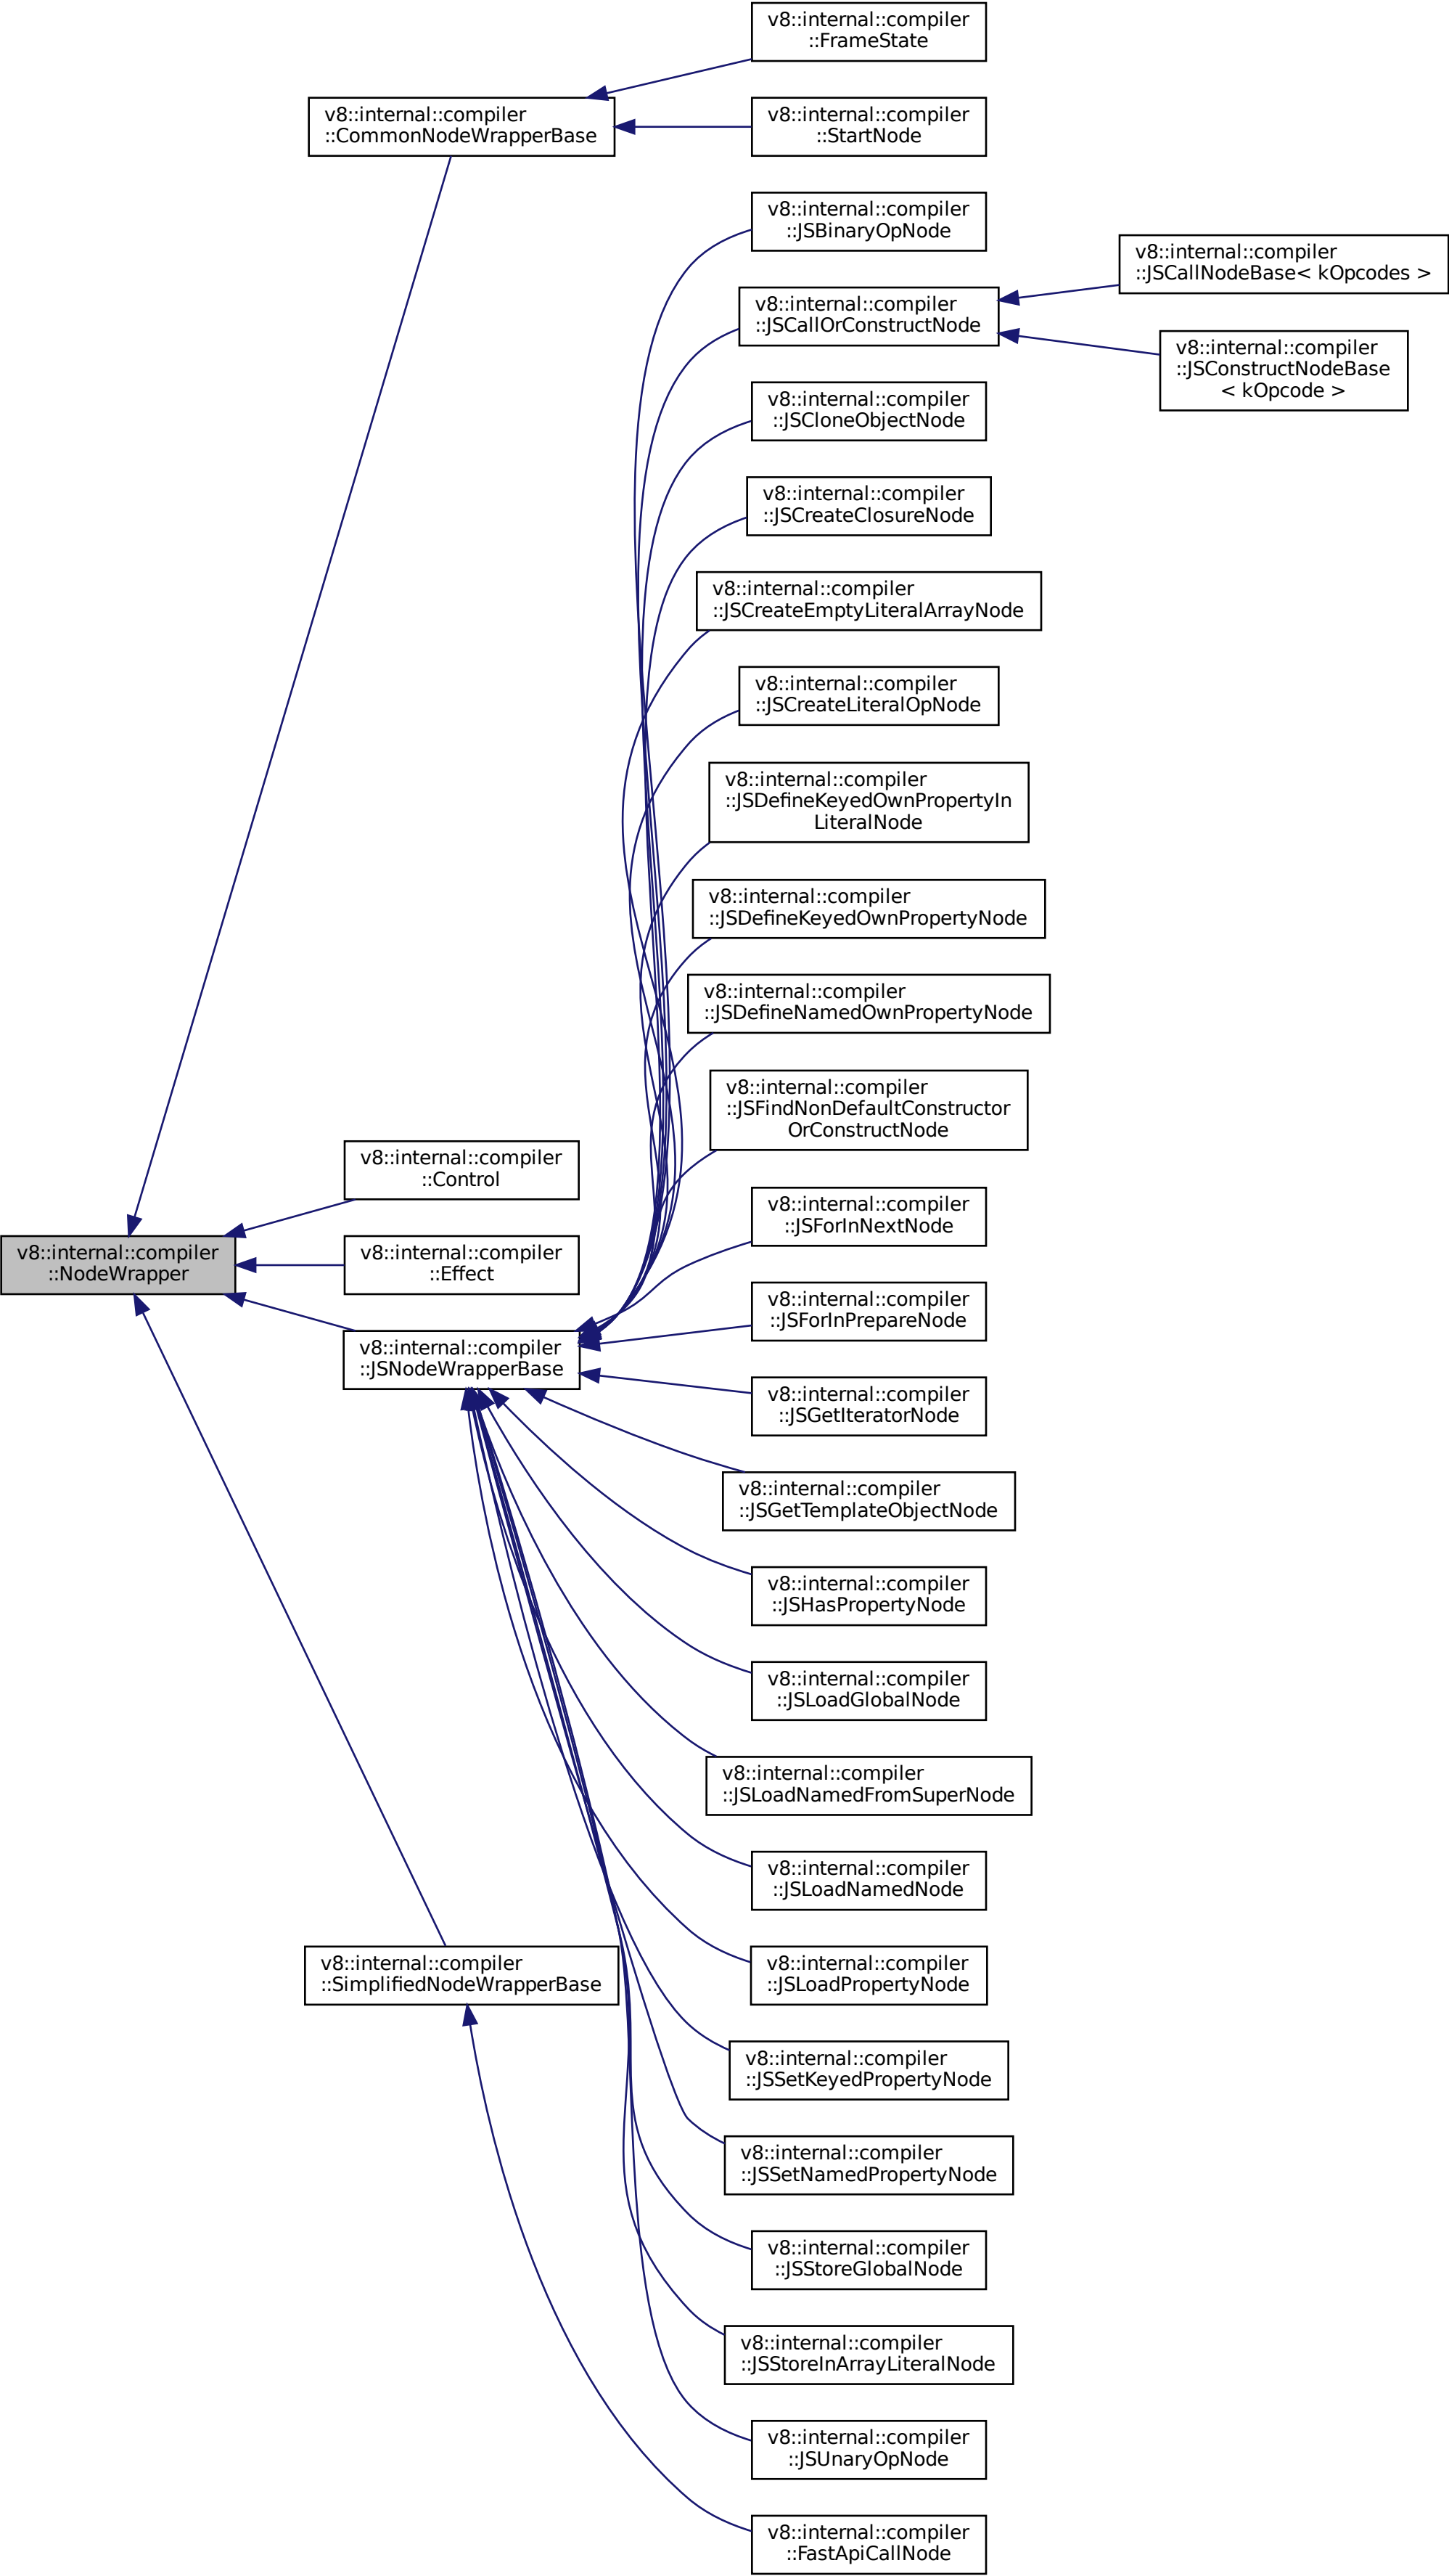 v8::internal::compiler
::FrameState
v8::internal::compiler
::CommonNodeWrapperBase
v8::internal::compiler
::StartNode
v8::internal::compiler
::JSBinaryOpNode
v8::internal::compiler
::JSCallNodeBase< kOpcodes >
v8::internal::compiler
::JSCallOrConstructNode
v8::internal::compiler
::JSConstructNodeBase
< kOpcode >
v8::internal::compiler
::JSCloneObjectNode
v8::internal::compiler
::JSCreateClosureNode
v8::internal::compiler
::JSCreateEmptyLiteralArrayNode
v8::internal::compiler
::JSCreateLiteralOpNode
v8::internal::compiler
::JSDefineKeyedOwnPropertyIn
LiteralNode
v8::internal::compiler
::JSDefineKeyedOwnPropertyNode
v8::internal::compiler
::JSDefineNamedOwnPropertyNode
v8::internal::compiler
::JSFindNonDefaultConstructor
OrConstructNode
v8::internal::compiler
::Control
v8::internal::compiler
::JSForInNextNode
v8::internal::compiler
::NodeWrapper
v8::internal::compiler
::Effect
v8::internal::compiler
::JSForInPrepareNode
v8::internal::compiler
::JSNodeWrapperBase
v8::internal::compiler
::JSGetIteratorNode
v8::internal::compiler
::JSGetTemplateObjectNode
v8::internal::compiler
::JSHasPropertyNode
v8::internal::compiler
::JSLoadGlobalNode
v8::internal::compiler
::JSLoadNamedFromSuperNode
v8::internal::compiler
::JSLoadNamedNode
v8::internal::compiler
::SimplifiedNodeWrapperBase
v8::internal::compiler
::JSLoadPropertyNode
v8::internal::compiler
::JSSetKeyedPropertyNode
v8::internal::compiler
::JSSetNamedPropertyNode
v8::internal::compiler
::JSStoreGlobalNode
v8::internal::compiler
::JSStoreInArrayLiteralNode
v8::internal::compiler
::JSUnaryOpNode
v8::internal::compiler
::FastApiCallNode